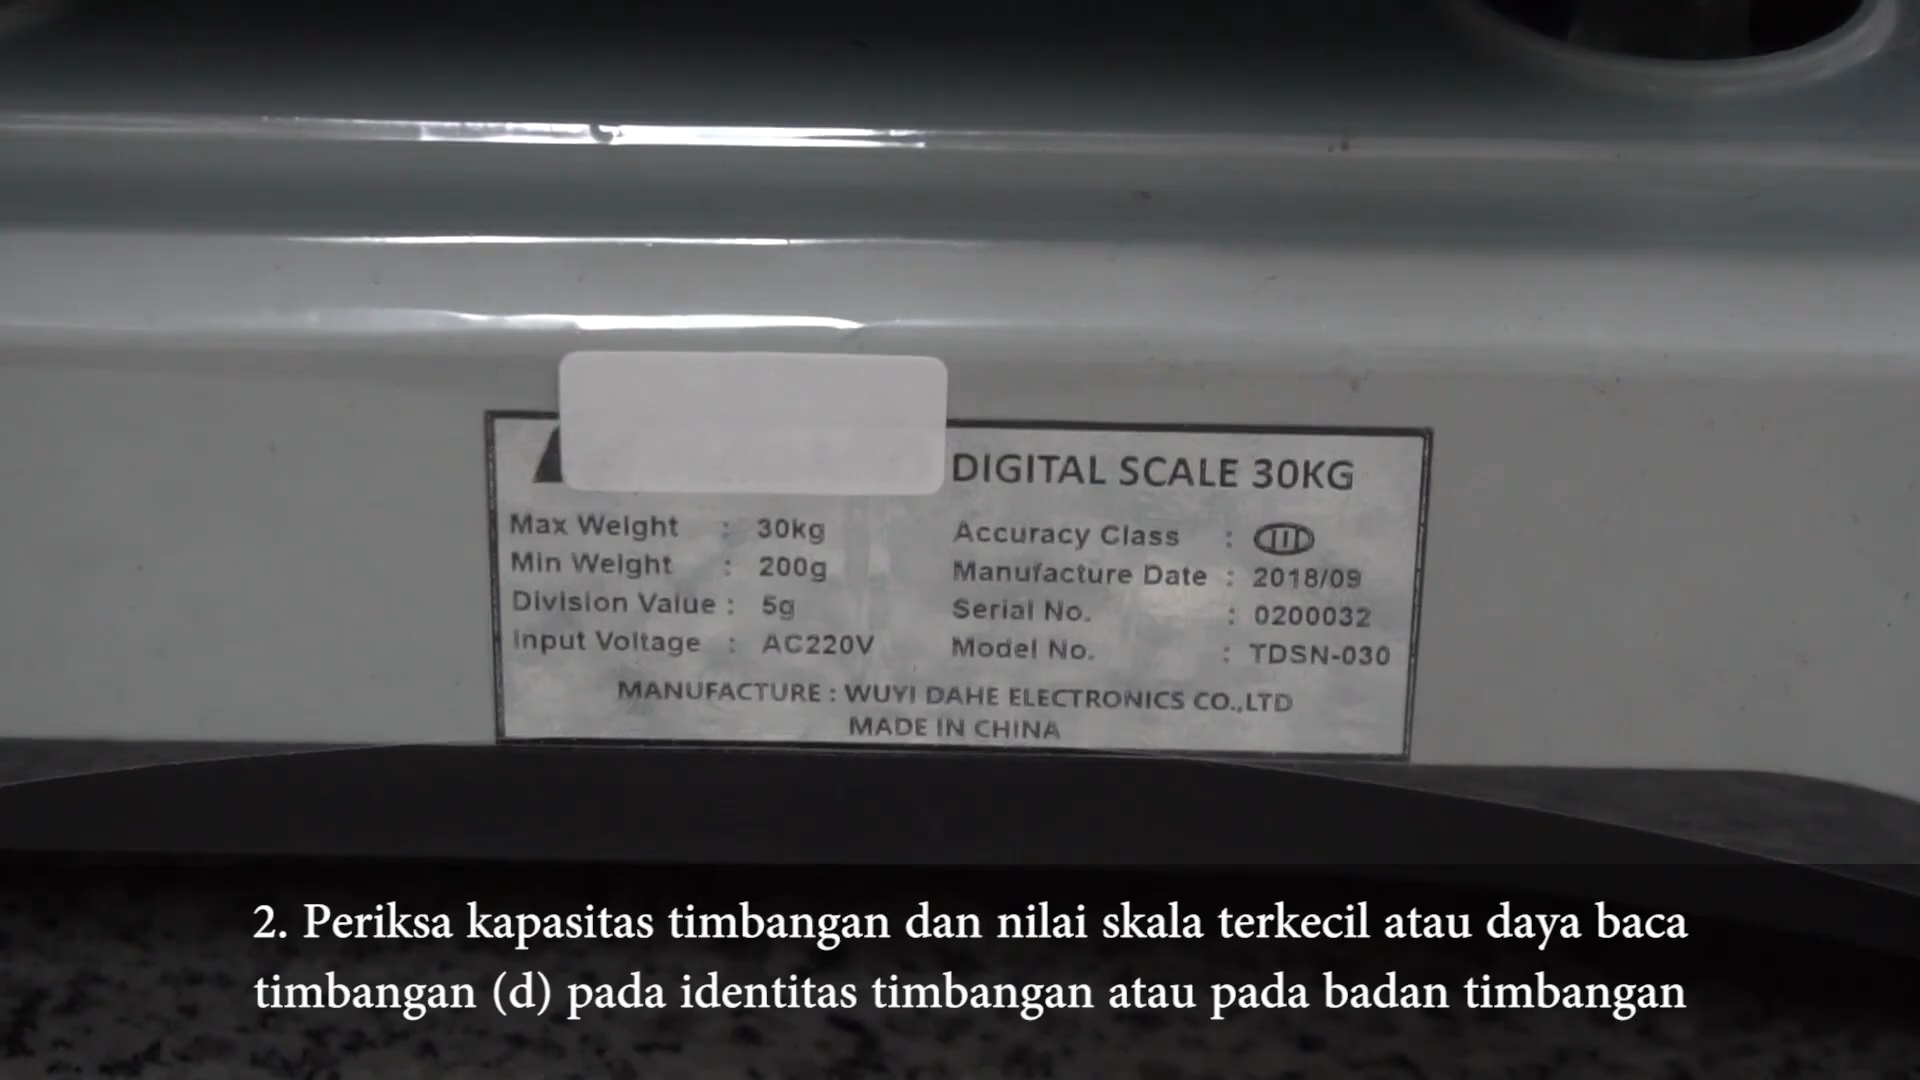 DIGITAL SCALE 30KG
Max Weight : 30kg
Min Weight : 200g
Division Value : 5g
Input Voltage : AC220V
Accuracy Class : III
Manufacture Date : 2018/09
Serial No. : 0200032
Model No. : TDSN-030
MANUFACTURE : WUYI DAHE ELECTRONICS CO.,LTD
MADE IN CHINA
2. Periksa kapasitas timbangan dan nilai skala terkecil atau daya baca
timbangan (d) pada identitas timbangan atau pada badan timbangan